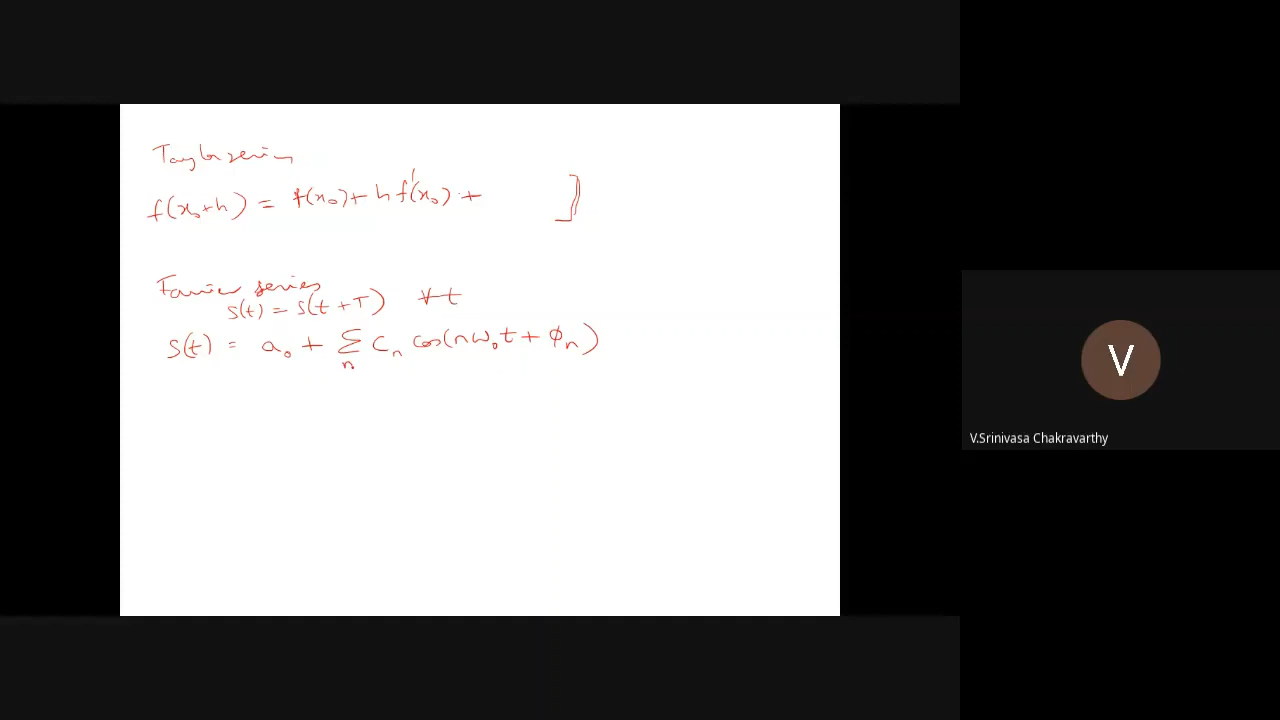 Taylor series
f(x₀+h) = f(x₀) + h f'(x₀) + ]
Fourier series
s(t) = s(t + T) ∀ t
s(t) = a₀ + Σₙ Cₙ cos(nω₀t + φₙ)
V
V.Srinivasa Chakravarthy